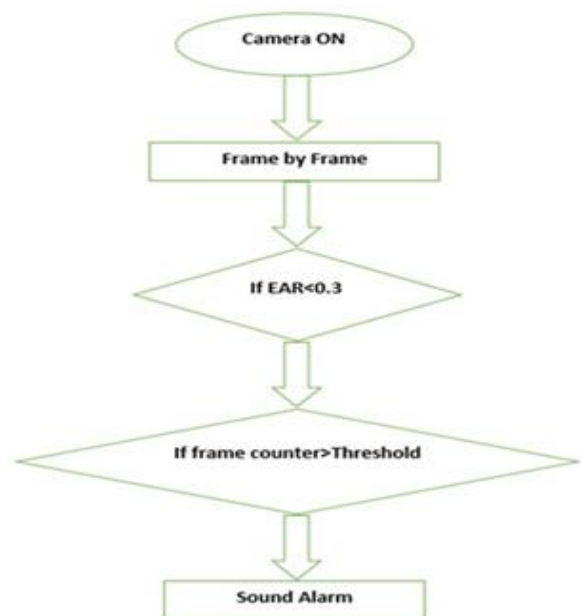 Camera ON
Frame by Frame
If EAR<0.3
If frame counter>Threshold
Sound Alarm